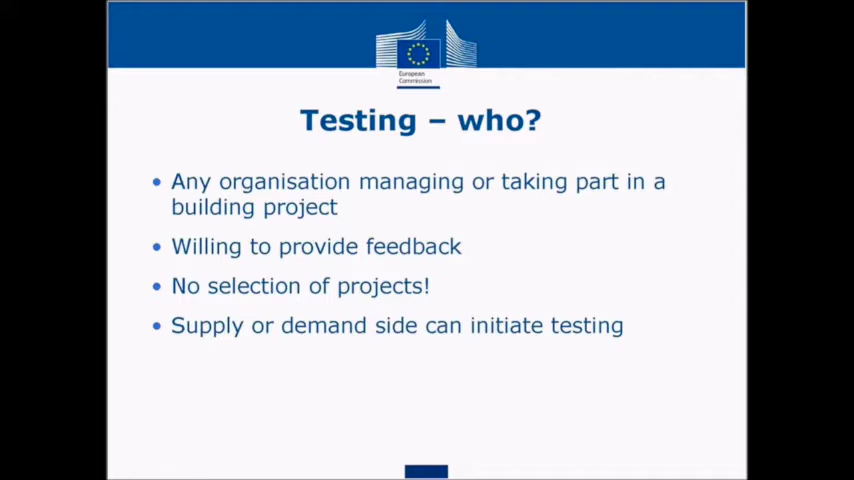 European
Commission
Testing – who?
• Any organisation managing or taking part in a
building project
• Willing to provide feedback
• No selection of projects!
• Supply or demand side can initiate testing